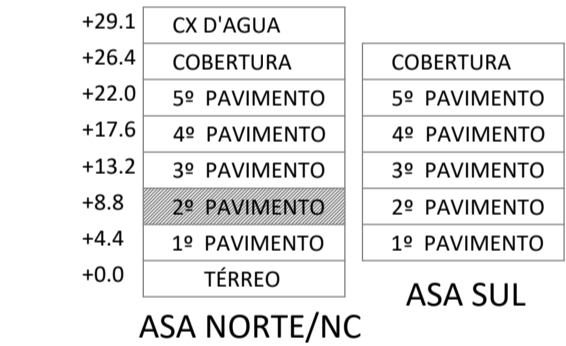 +29.1 CX D'AGUA
+26.4 COBERTURA COBERTURA
+22.0 5º PAVIMENTO 5º PAVIMENTO
+17.6 4º PAVIMENTO 4º PAVIMENTO
+13.2 3º PAVIMENTO 3º PAVIMENTO
+8.8 2º PAVIMENTO 2º PAVIMENTO
+4.4 1º PAVIMENTO 1º PAVIMENTO
+0.0 TÉRREO
ASA SUL
ASA NORTE/NC